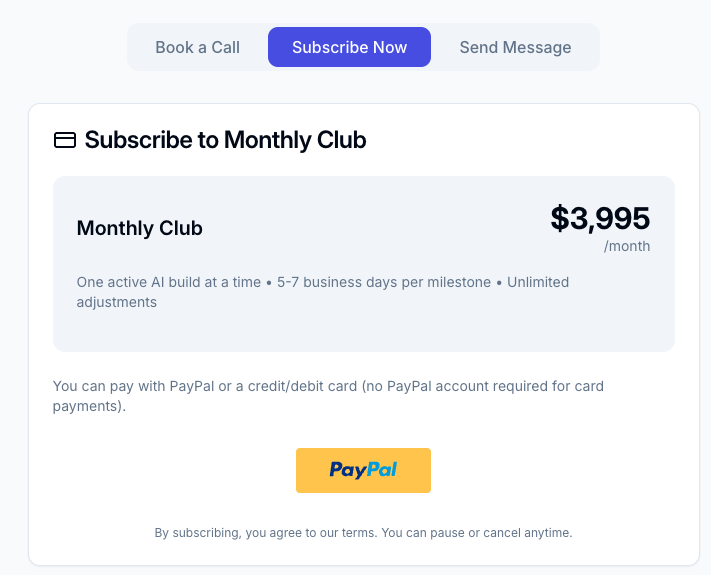 Book a Call
Subscribe Now
Send Message
Subscribe to Monthly Club
Monthly Club
$3,995
/month
One active AI build at a time • 5-7 business days per milestone • Unlimited
adjustments
You can pay with PayPal or a credit/debit card (no PayPal account required for card
payments).
PayPal
By subscribing, you agree to our terms. You can pause or cancel anytime.